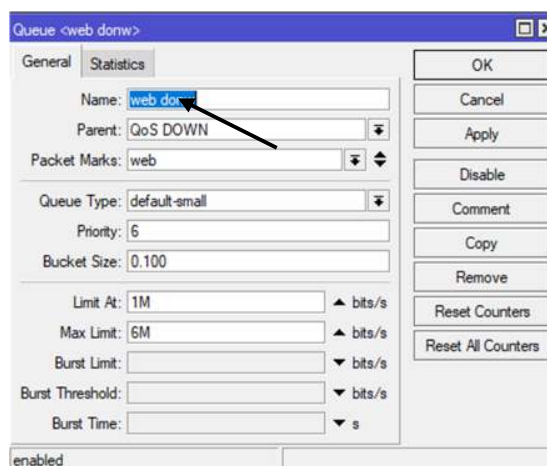 Queue <web donw>
General Statistics
OK
Name: web donw
Cancel
Parent: QoS DOWN
Apply
Packet Marks: web
Disable
Queue Type: default-small
Comment
Priority: 6
Copy
Bucket Size: 0.100
Remove
Limit At: 1M bits/s
Reset Counters
Max Limit: 6M bits/s
Reset All Counters
Burst Limit: bits/s
Burst Threshold: bits/s
Burst Time: s
enabled